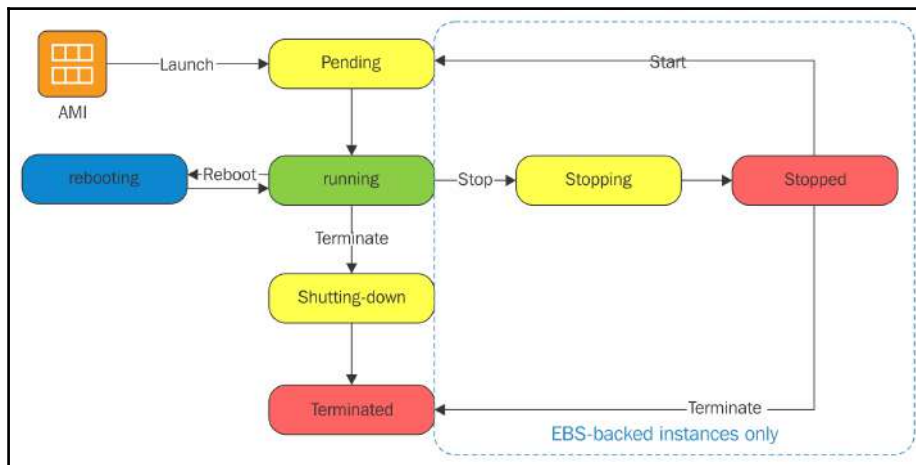 Launch
Pending
Start
AMI
rebooting
Reboot
running
Stop
Stopping
Stopped
Terminate
Shutting-down
Terminated
Terminate
EBS-backed instances only